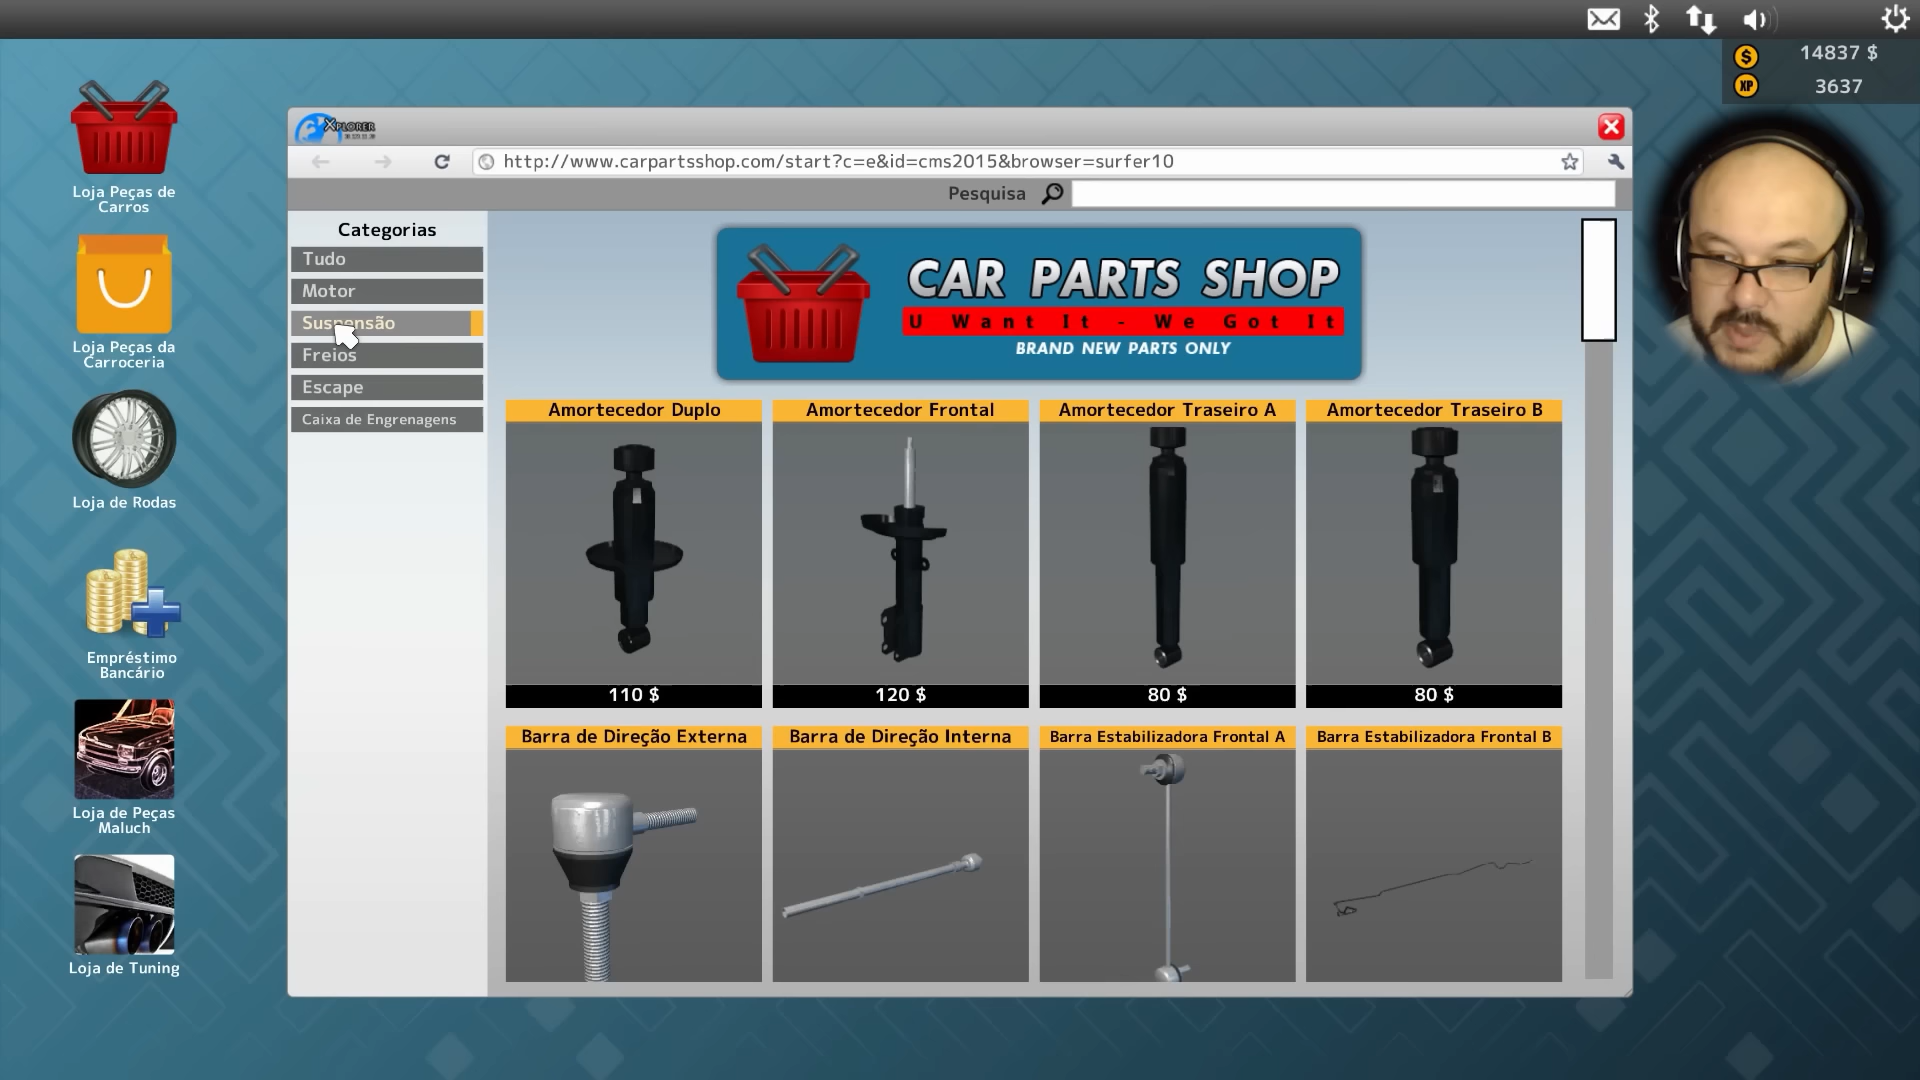 14837 $
XP
3637
Loja Peças de
Carros
Loja Peças da
Carroceria
Loja de Rodas
Empréstimo
Bancário
Loja de Peças
Maluch
Loja de Tuning
XPLORER
http://www.carpartsshop.com/start?c=e&id=cms2015&browser=surfer10
Pesquisa
Categorias
Tudo
Motor
Suspensão
Freios
Escape
Caixa de Engrenagens
CAR PARTS SHOP
U Want It - We Got It
BRAND NEW PARTS ONLY
Amortecedor Duplo
Amortecedor Frontal
Amortecedor Traseiro A
Amortecedor Traseiro B
110 $
120 $
80 $
80 $
Barra de Direção Externa
Barra de Direção Interna
Barra Estabilizadora Frontal A
Barra Estabilizadora Frontal B